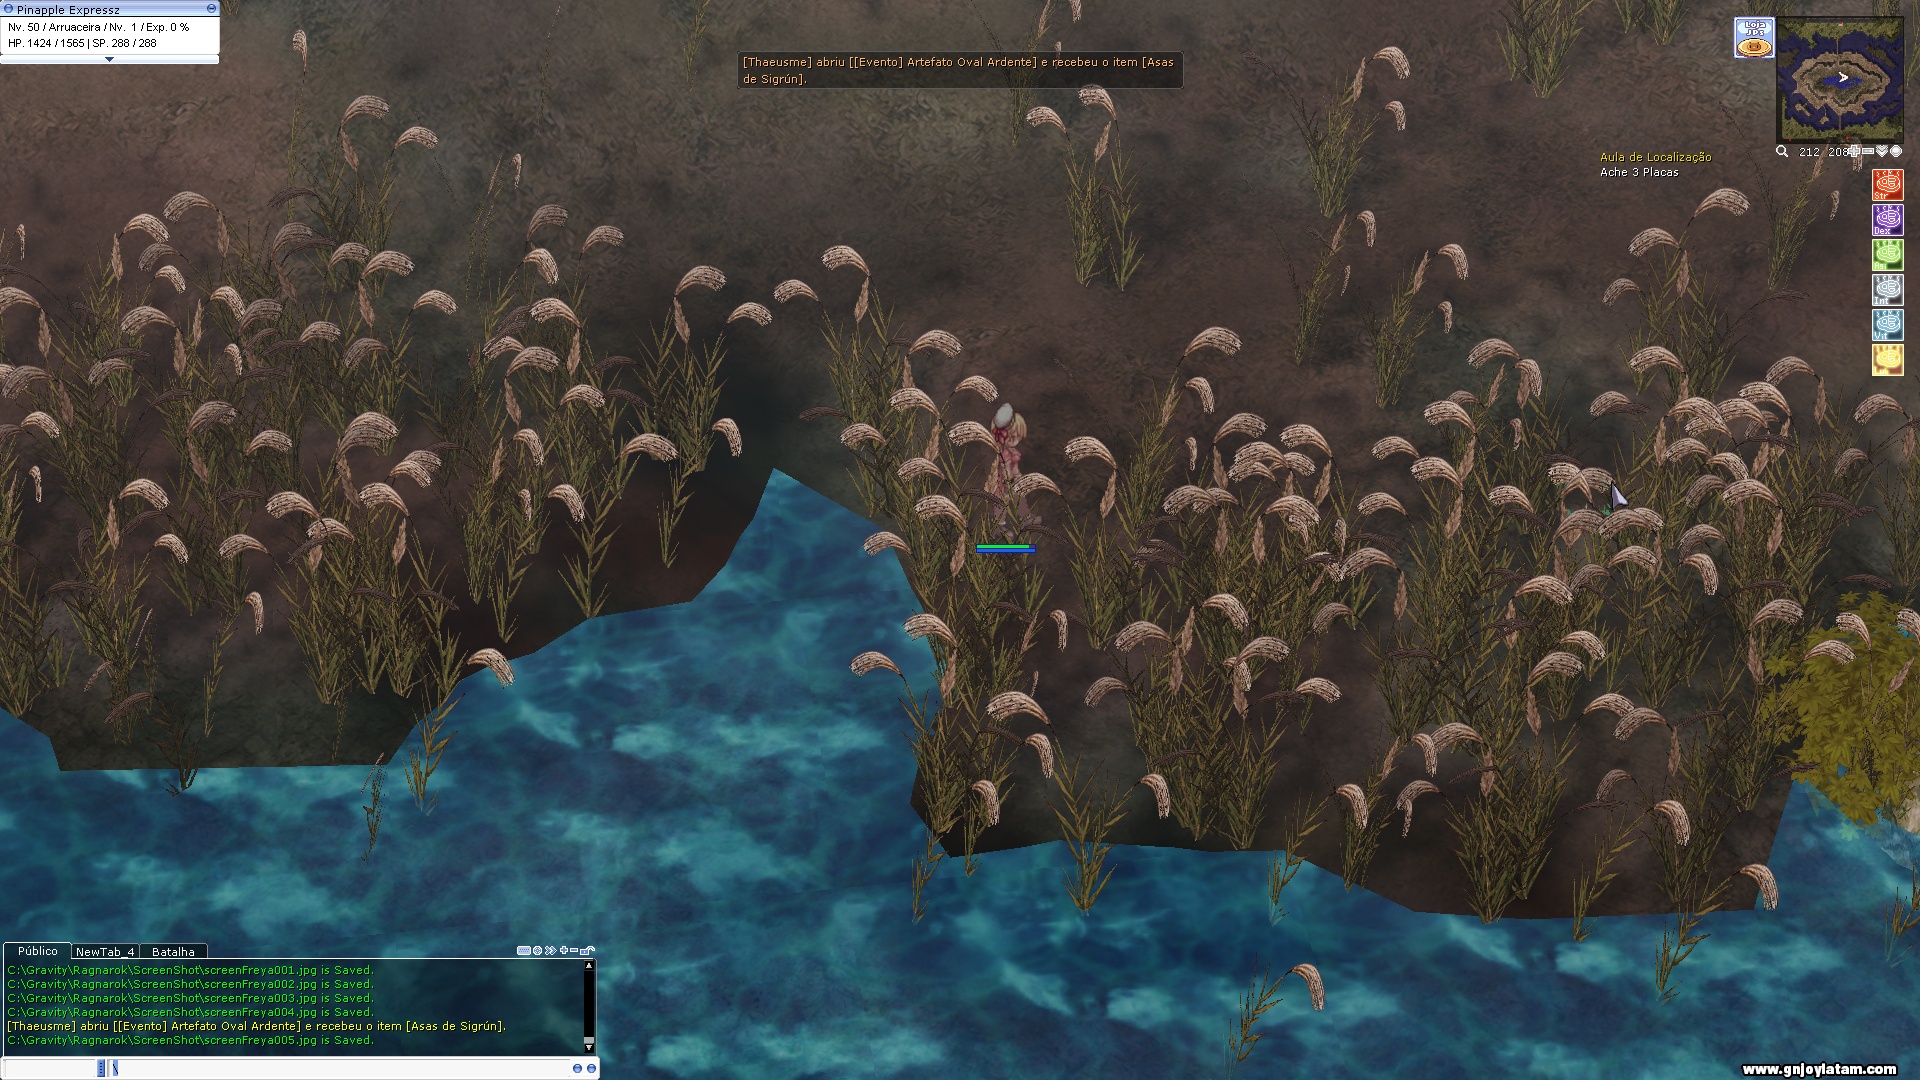 Pinapple Expressz
Nv. 50 / Arruaceira / Nv. 1 / Exp. 0 %
HP. 1424 / 1565 | SP. 288 / 288
[Thaeusme] abriu [[Evento] Artefato Oval Ardente] e recebeu o item [Asas
de Sigrún].
Loja
212 208
Aula de Localização
Ache 3 Placas
Str
Dex
Int
Vit
Público
NewTab_4
Batalha
C:\Gravity\Ragnarok\ScreenShot\screenFreya001.jpg is Saved.
C:\Gravity\Ragnarok\ScreenShot\screenFreya002.jpg is Saved.
C:\Gravity\Ragnarok\ScreenShot\screenFreya003.jpg is Saved.
C:\Gravity\Ragnarok\ScreenShot\screenFreya004.jpg is Saved.
[Thaeusme] abriu [[Evento] Artefato Oval Ardente] e recebeu o item [Asas de Sigrún].
C:\Gravity\Ragnarok\ScreenShot\screenFreya005.jpg is Saved.
\
www.gnjoylatam.com